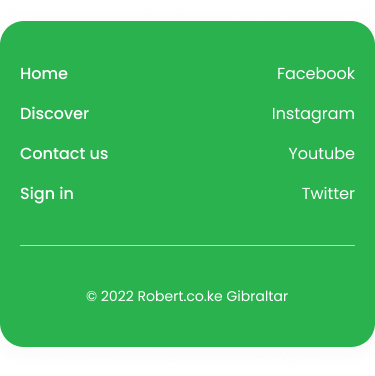 Home
Facebook
Discover
Instagram
Contact us
Youtube
Sign in
Twitter
© 2022 Robert.co.ke Gibraltar